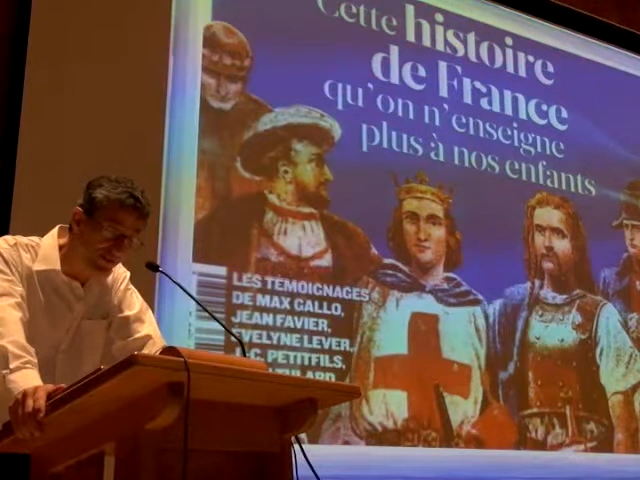 Cette histoire
de France
qu'on n'enseigne
plus à nos enfants
LES TÉMOIGNAGES
DE MAX GALLO,
JEAN FAVIER,
EVELYNE LEVER,
J.-C. PETITFILS,